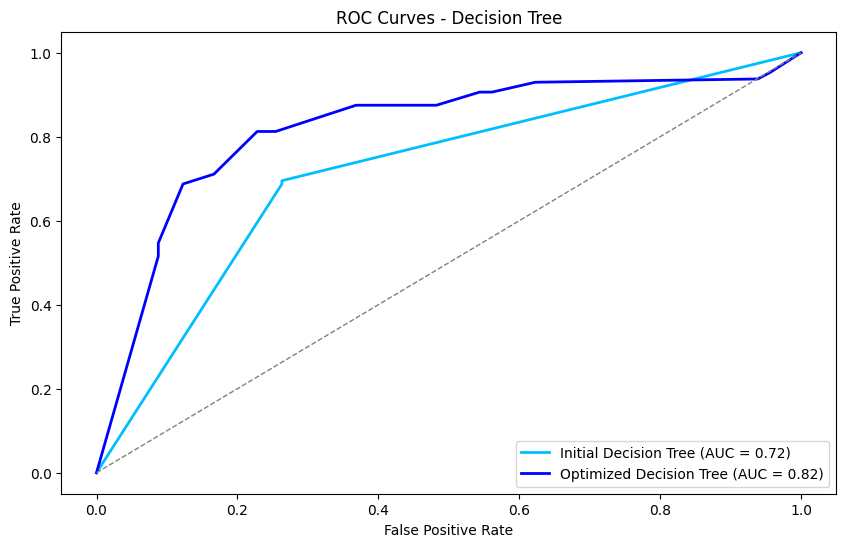 ROC Curves - Decision Tree
True Positive Rate
1.0
0.8
0.6
0.4
0.2
0.0
Initial Decision Tree (AUC = 0.72)
Optimized Decision Tree (AUC = 0.82)
0.0 0.2 0.4 0.6 0.8 1.0
False Positive Rate